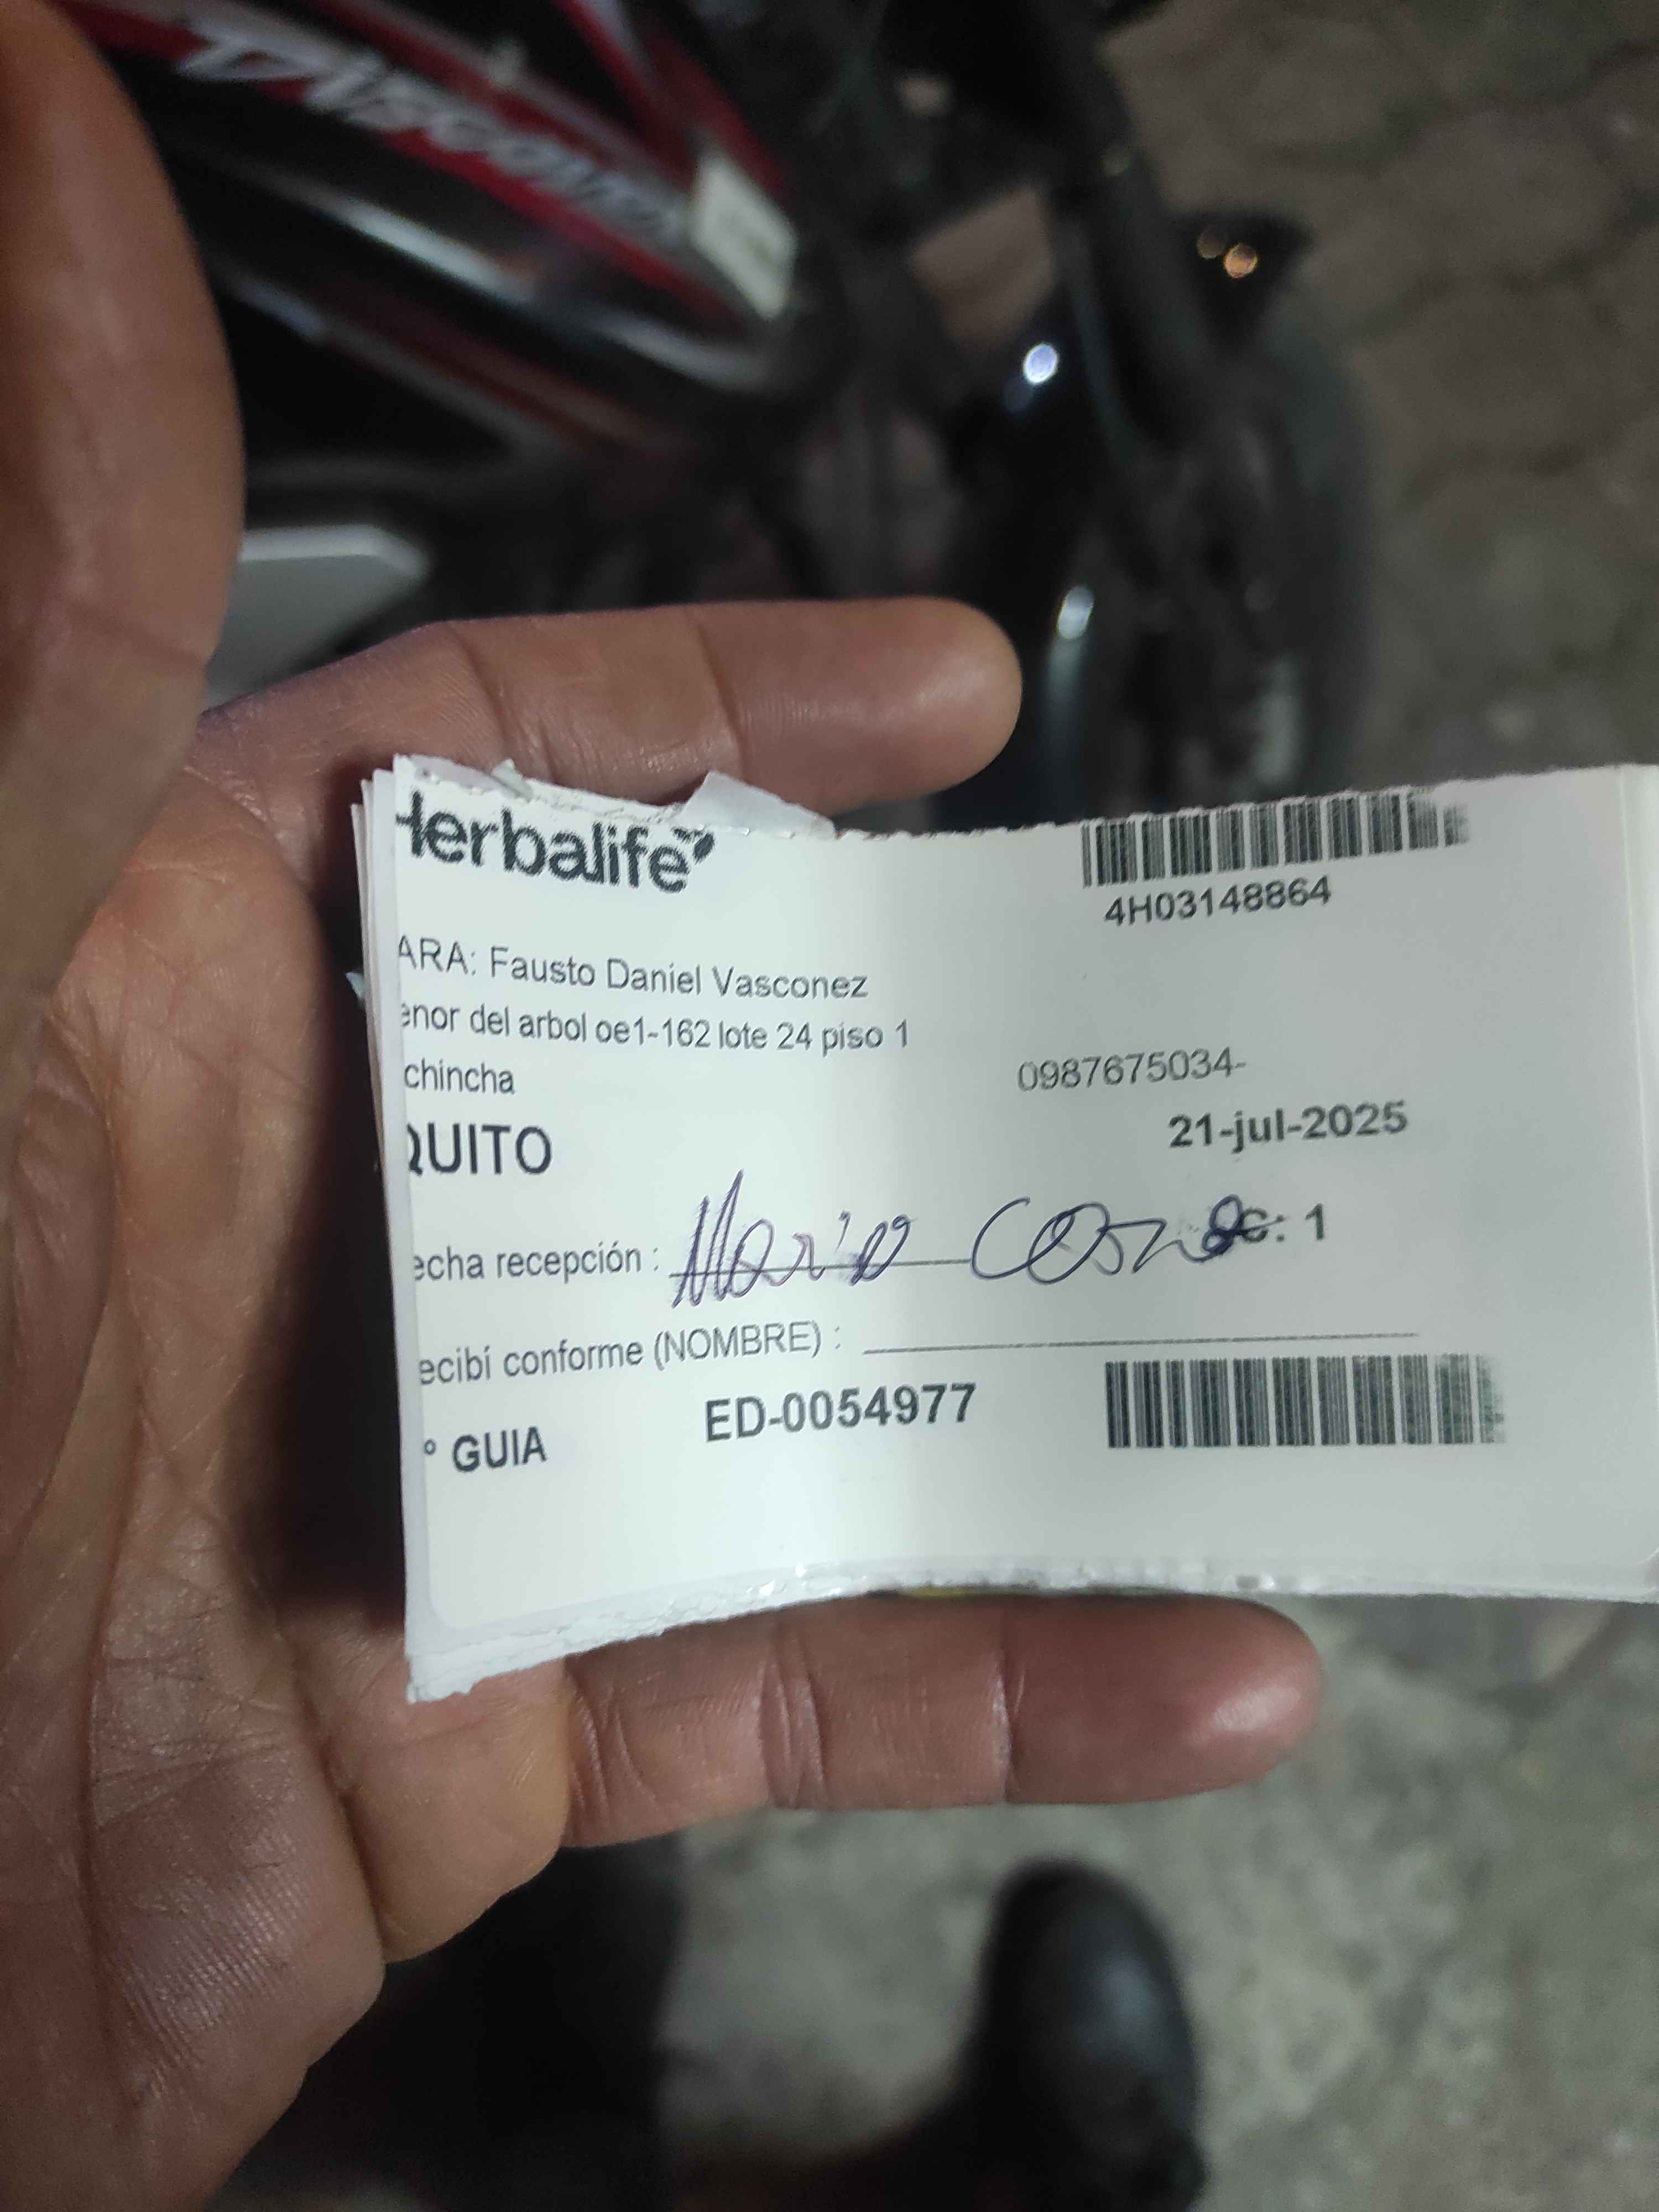 DISCOVER
Herbalife
4H03148864
ARA: Fausto Daniel Vasconez
enor del arbol oe1-162 lote 24 piso 1
chincha
0987675034-
QUITO
21-jul-2025
echa recepción : Mario C: 1
ecibí conforme (NOMBRE) :
° GUIA ED-0054977